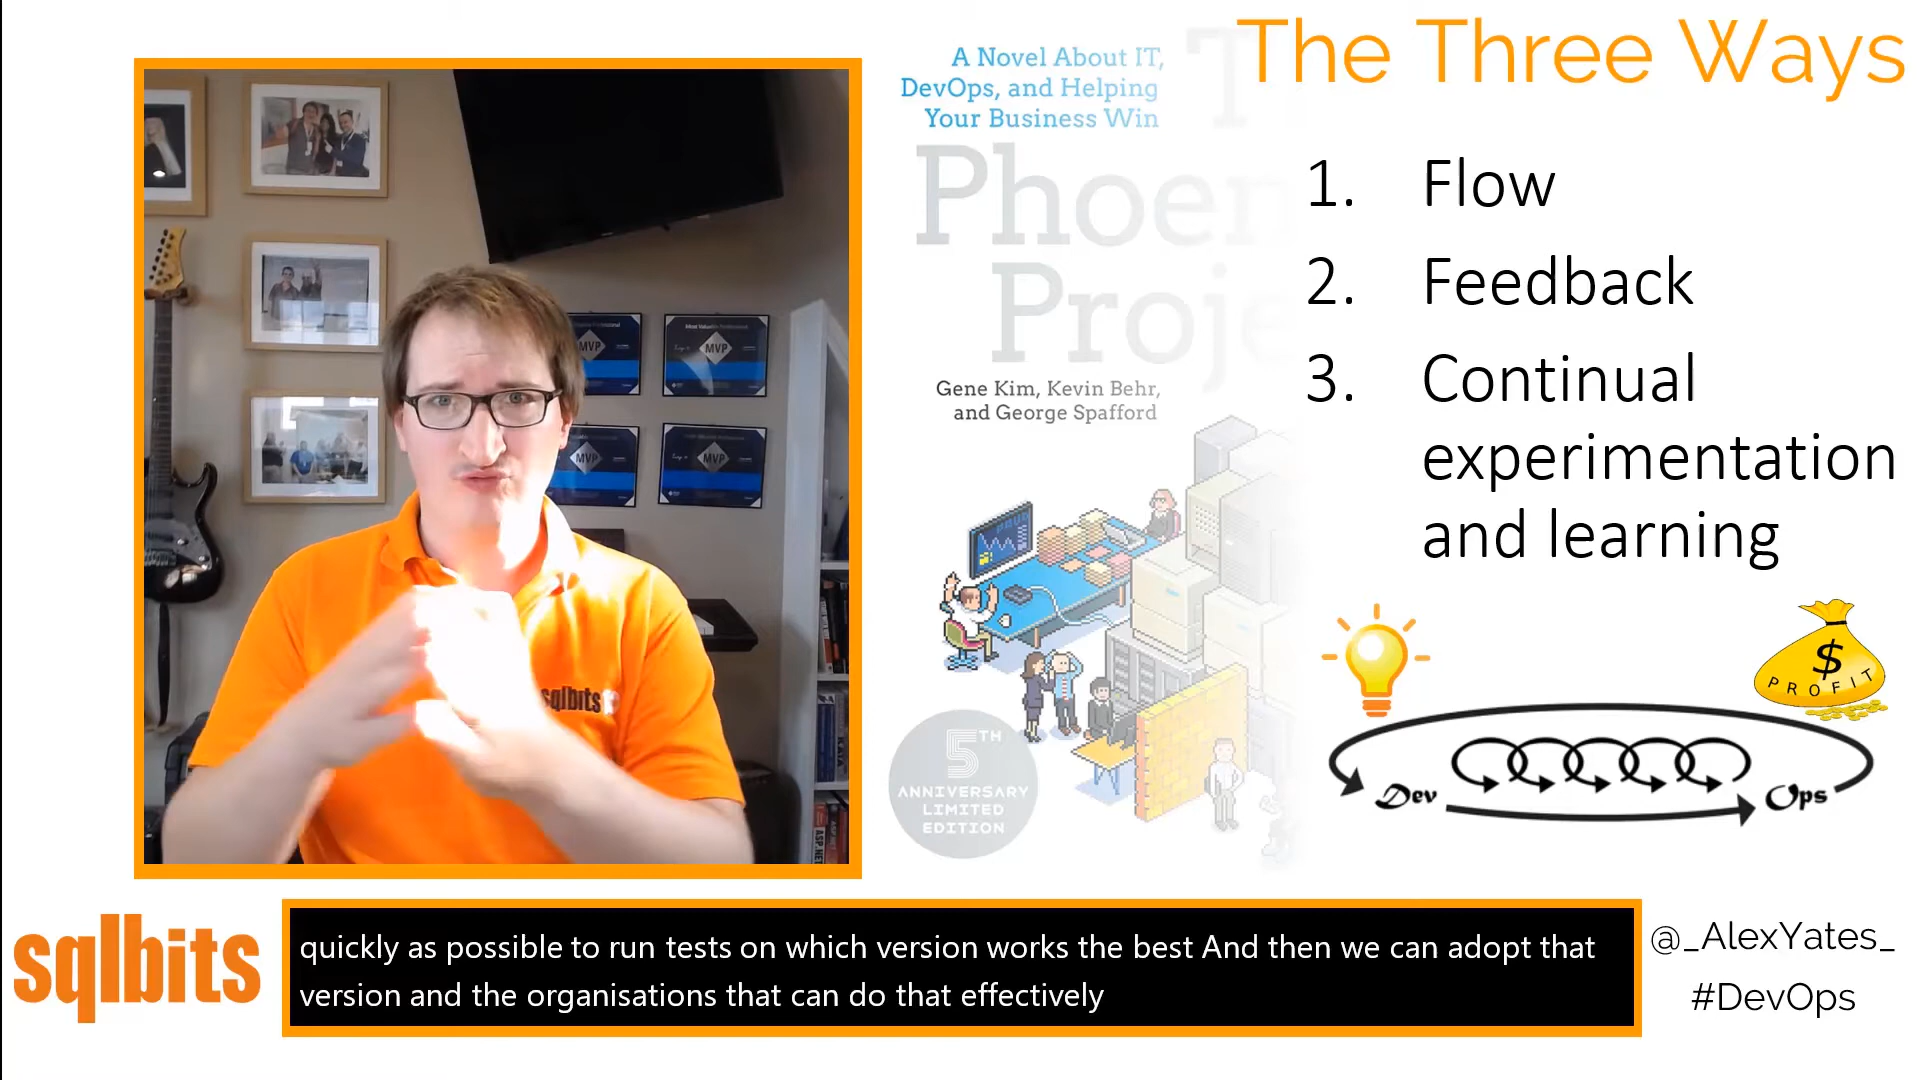 The Three Ways
A Novel About IT,
DevOps, and Helping
Your Business Win
Phoen
Proje
Gene Kim, Kevin Behr,
and George Spafford
5TH
ANNIVERSARY
LIMITED
EDITION
1. Flow
2. Feedback
3. Continual
experimentation
and learning
$
PROFIT
Dev
Ops
MVP
MVP
MVP
MVP
sqlbits
ASP.NET
sqlbits
quickly as possible to run tests on which version works the best And then we can adopt that
version and the organisations that can do that effectively
@_AlexYates_
#DevOps